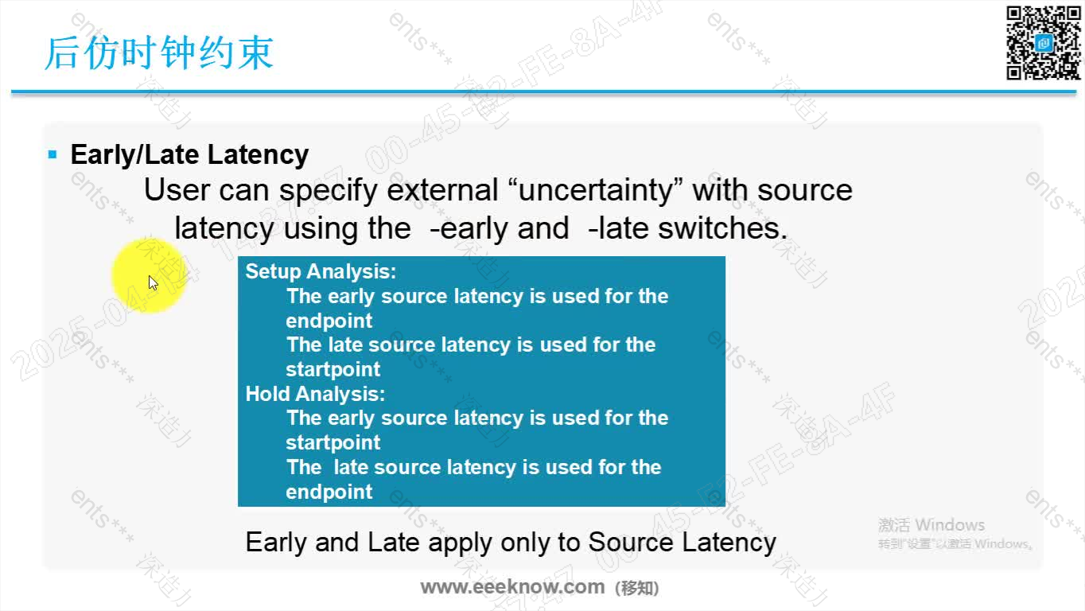 后仿时钟约束
Early/Late Latency
User can specify external “uncertainty” with source
latency using the -early and -late switches.
Setup Analysis:
The early source latency is used for the
endpoint
The late source latency is used for the
startpoint
Hold Analysis:
The early source latency is used for the
startpoint
The late source latency is used for the
endpoint
Early and Late apply only to Source Latency
激活 Windows
转到"设置"以激活 Windows。
www.eeeknow.com (移知)